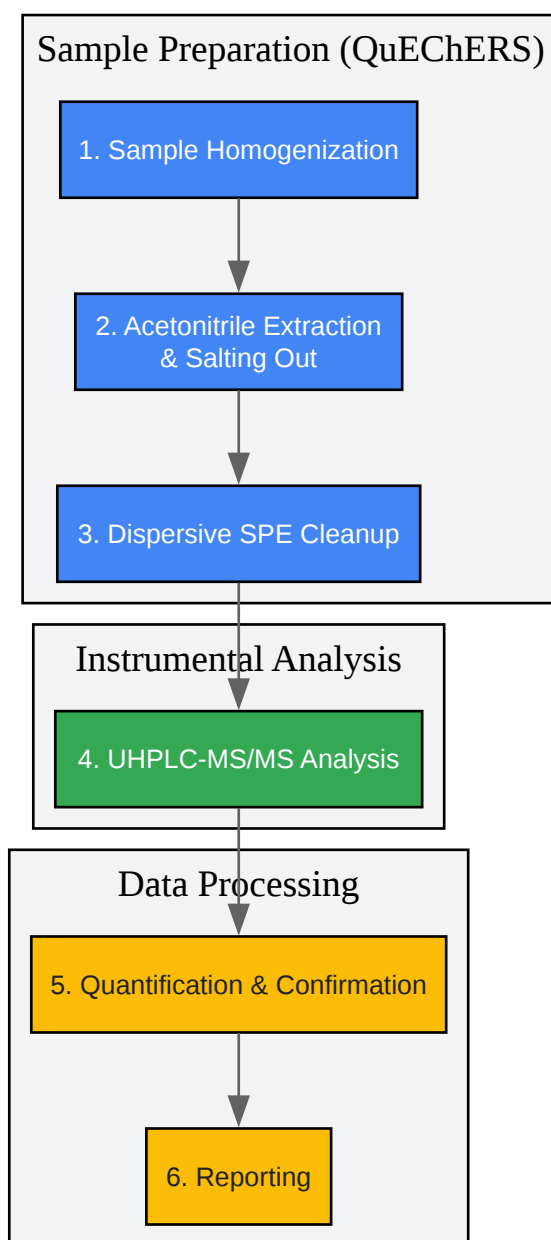 Sample Preparation (QuEChERS)
1. Sample Homogenization
2. Acetonitrile Extraction
& Salting Out
3. Dispersive SPE Cleanup
Instrumental Analysis
4. UHPLC-MS/MS Analysis
Data Processing
5. Quantification & Confirmation
6. Reporting